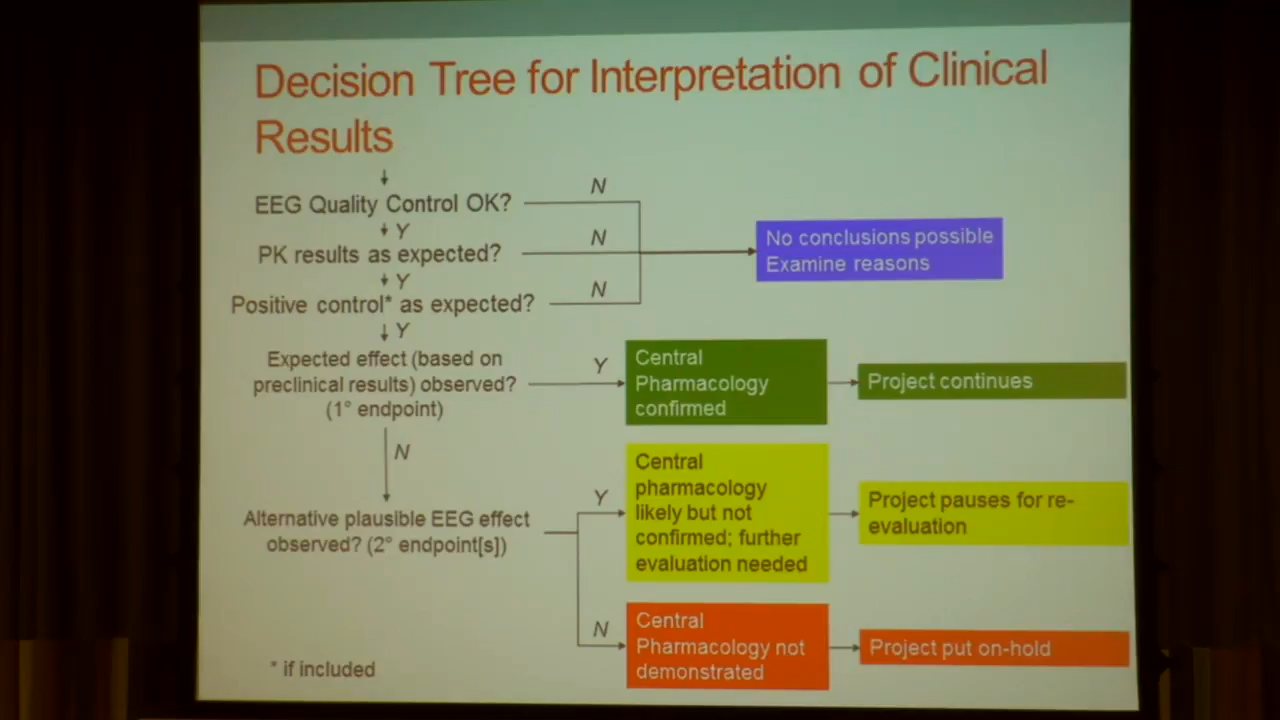 Decision Tree for Interpretation of Clinical
Results
EEG Quality Control OK?
N
Y
PK results as expected?
N
No conclusions possible
Examine reasons
Y
Positive control* as expected?
N
Y
Expected effect (based on
preclinical results) observed?
(1° endpoint)
Y
Central
Pharmacology
confirmed
Project continues
N
Alternative plausible EEG effect
observed? (2° endpoint[s])
Y
Central
pharmacology
likely but not
confirmed; further
evaluation needed
Project pauses for re-
evaluation
N
Central
Pharmacology not
demonstrated
Project put on-hold
* if included